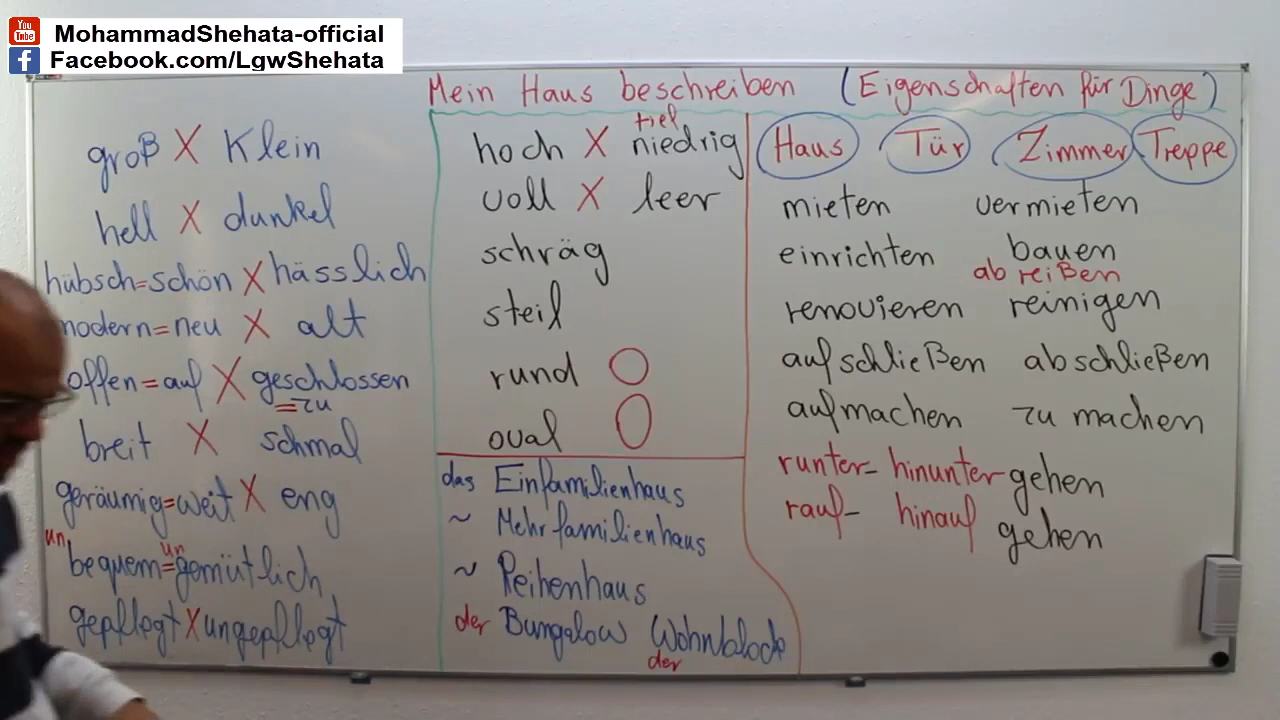 You Tube MohammadShehata-official
Facebook.com/LgwShehata
Mein Haus beschreiben (Eigenschaften für Dinge)
groß X Klein
hell X dunkel
hübsch=schön X hässlich
modern=neu X alt
offen=auf X geschlossen
=zu
breit X schmal
geräumig=weit X eng
un un
bequem=gemütlich
gepflegt X ungepflegt
tief
hoch X niedrig
voll X leer
schräg
steil
rund
oval
das Einfamilienhaus
~ Mehrfamilienhaus
~ Reihenhaus
der Bungalow Wohnblock
der
Haus Tür Zimmer Treppe
mieten vermieten
einrichten bauen
ab reißen
renovieren reinigen
aufschließen abschließen
aufmachen zu machen
runter- hinunter gehen
rauf- hinauf gehen